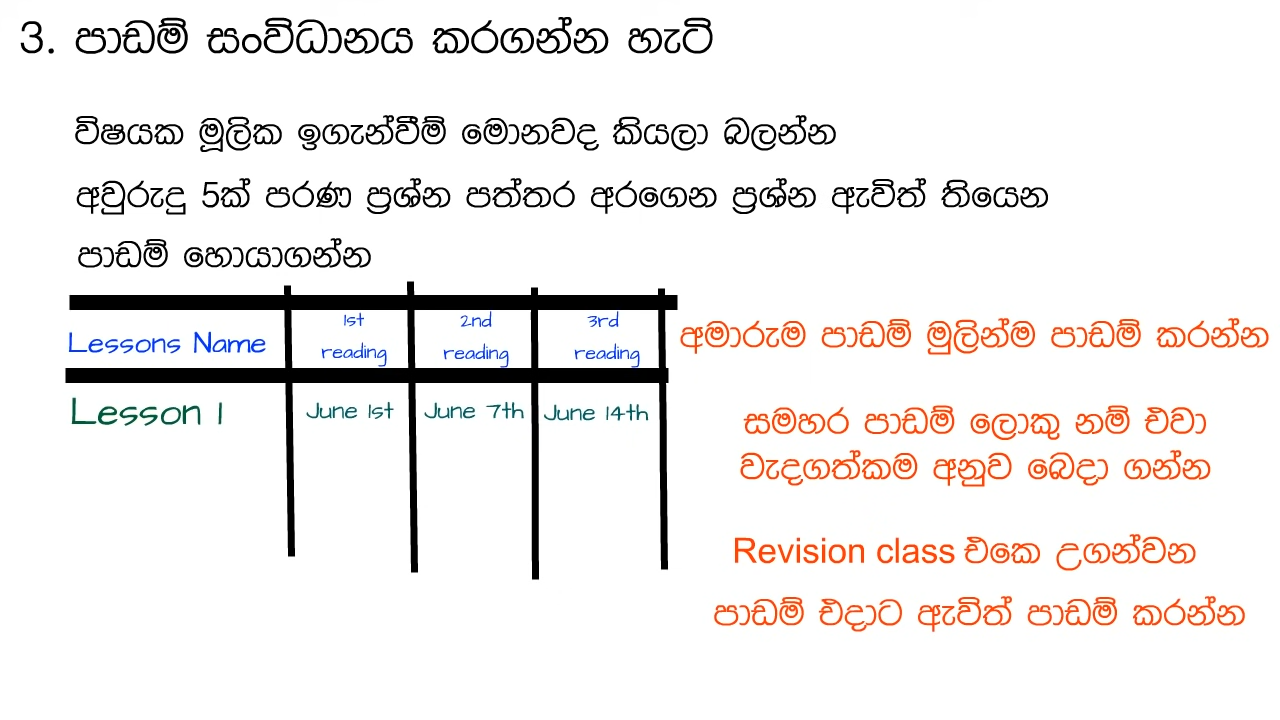 3. පාඩම් සංවිධානය කරගන්න හැටි
විෂයක මූලික ඉගැන්වීම් මොනවද කියලා බලන්න
අවුරුදු 5ක් පරණ ප්‍රශ්න පත්තර අරගෙන ප්‍රශ්න ඇවිත් තියෙන
පාඩම් හොයාගන්න
Lessons Name
1st
reading
2nd
reading
3rd
reading
Lesson 1
June 1st
June 7th
June 14th
අමාරුම පාඩම් මුලින්ම පාඩම් කරන්න
සමහර පාඩම් ලොකු නම් ඒවා
වැදගත්කම අනුව බෙදා ගන්න
Revision class එකෙ උගන්වන
පාඩම් එදාට ඇවිත් පාඩම් කරන්න